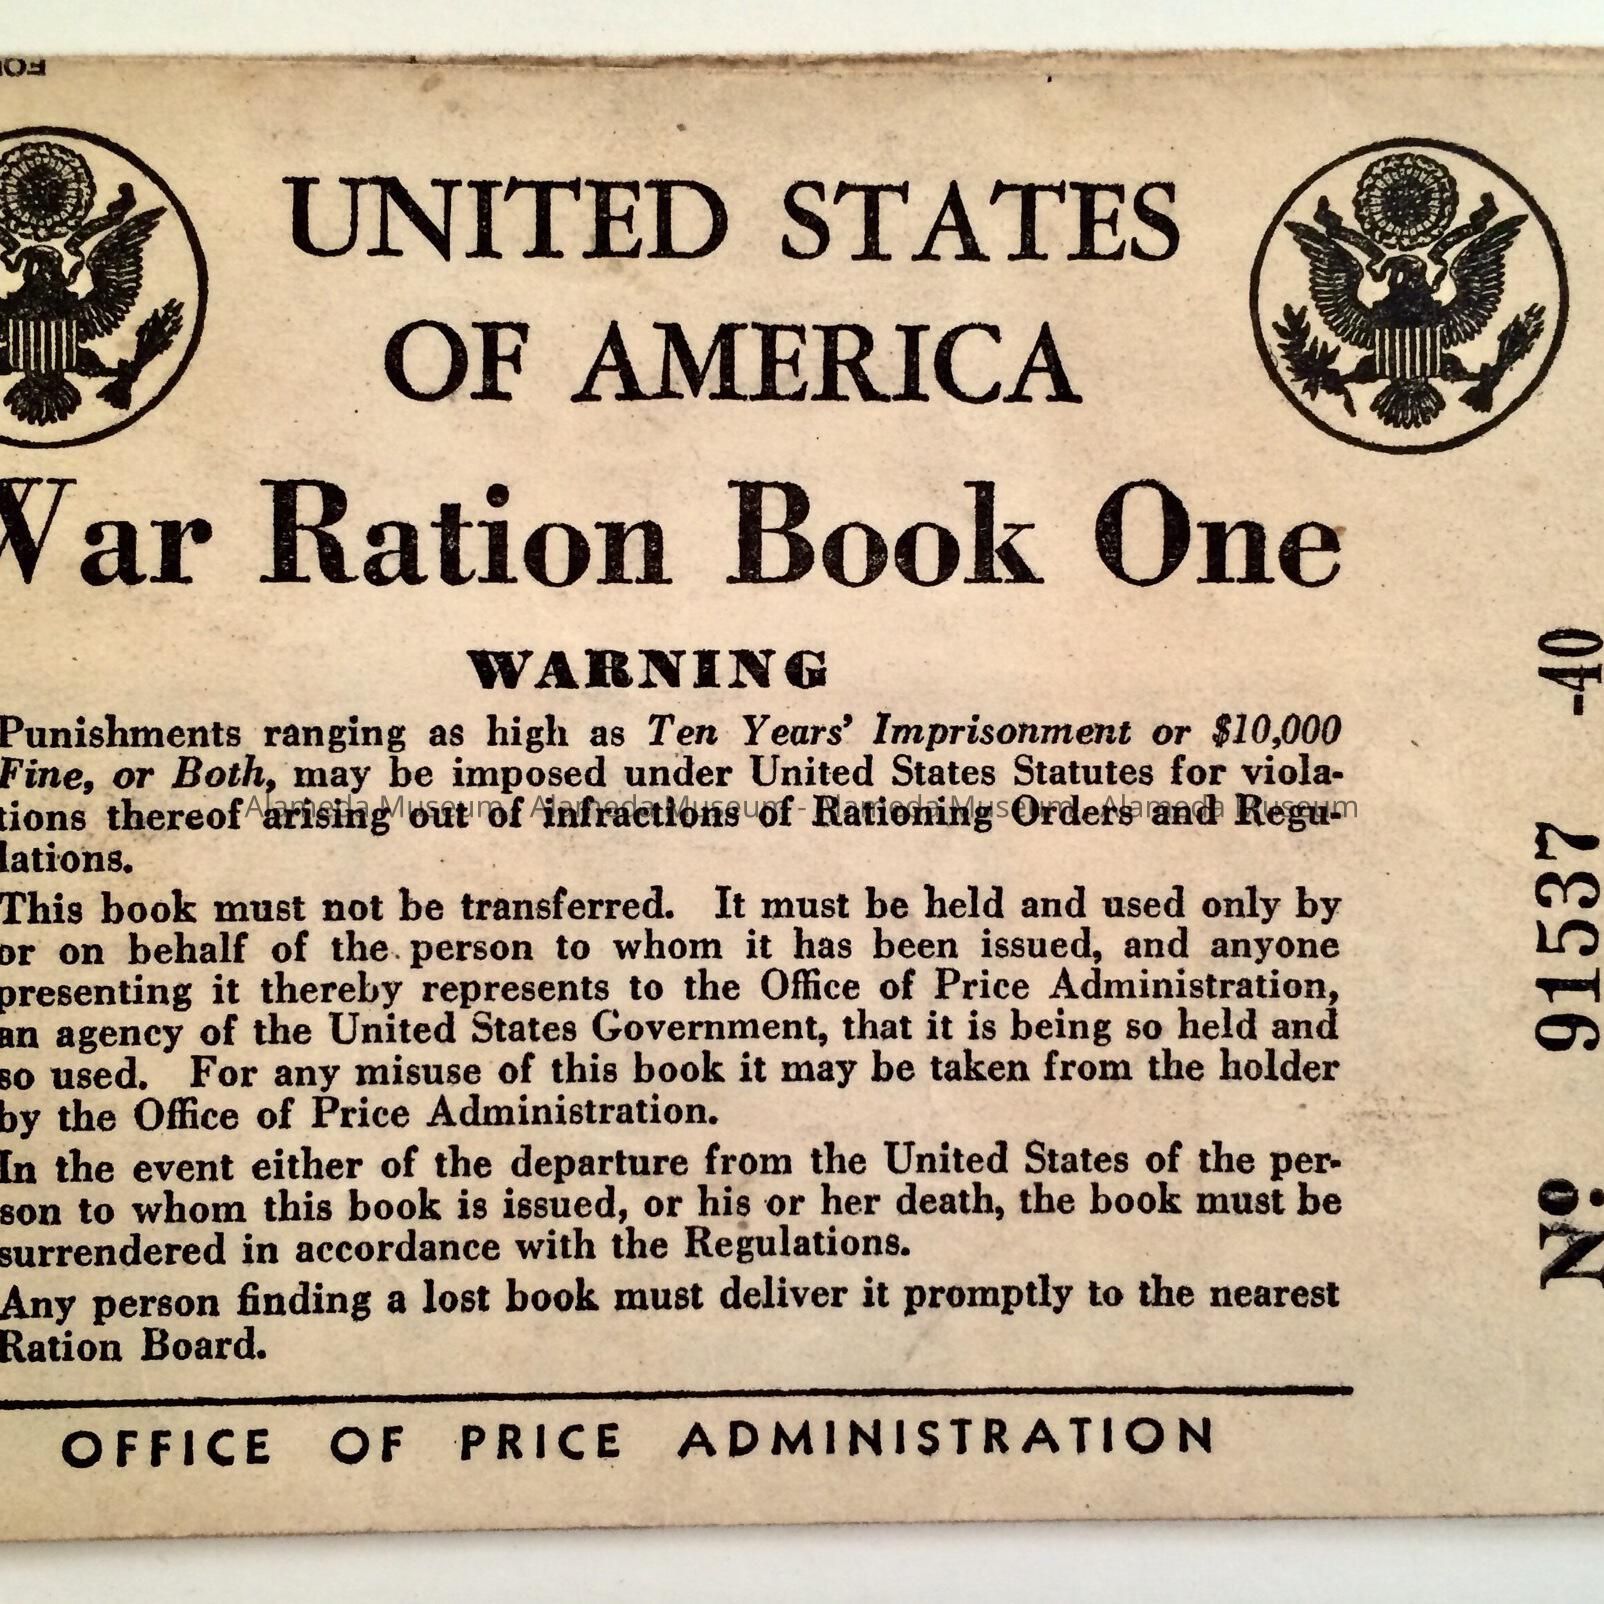 UNITED STATES
OF AMERICA
War Ration Book One
WARNING
Punishments ranging as high as Ten Years' Imprisonment or $10,000
Fine, or Both, may be imposed under United States Statutes for viola-
tions thereof arising out of infractions of Rationing Orders and Regu-
lations.
This book must not be transferred. It must be held and used only by
or on behalf of the person to whom it has been issued, and anyone
presenting it thereby represents to the Office of Price Administration,
an agency of the United States Government, that it is being so held and
so used. For any misuse of this book it may be taken from the holder
by the Office of Price Administration.
In the event either of the departure from the United States of the per-
son to whom this book is issued, or his or her death, the book must be
surrendered in accordance with the Regulations.
Any person finding a lost book must deliver it promptly to the nearest
Ration Board.
OFFICE OF PRICE ADMINISTRATION
Nº 91537 -40
Alameda Museum - Alameda Museum - Alameda Museum - Alameda Museum